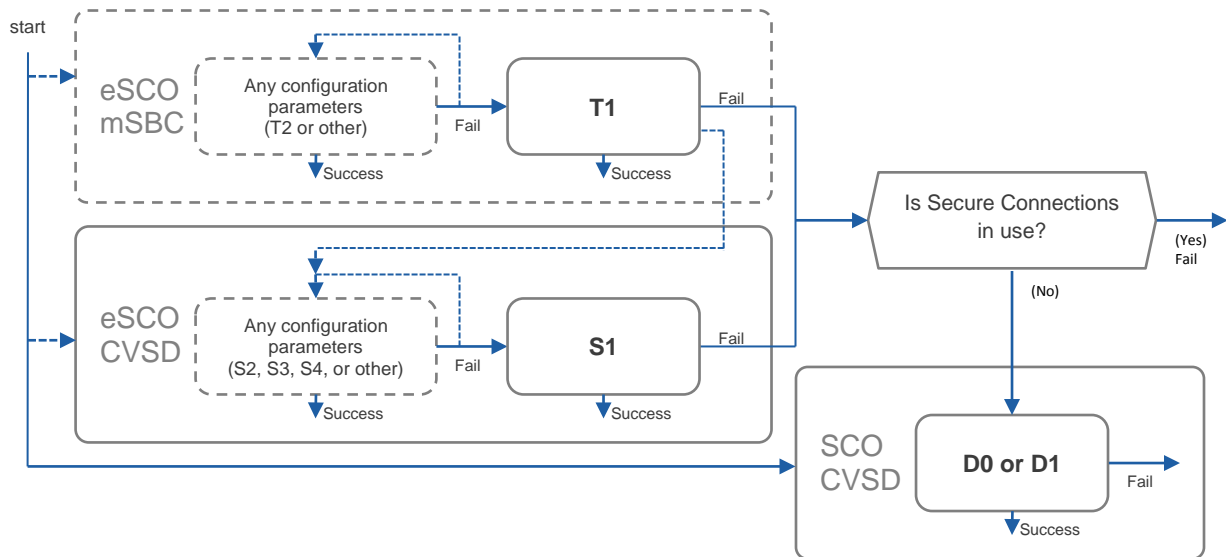 start
eSCO
mSBC
Any configuration
parameters
(T2 or other)
Fail
Success
T1
Fail
Success
Is Secure Connections
in use?
(Yes)
Fail
(No)
eSCO
CVSD
Any configuration
parameters
(S2, S3, S4, or other)
Fail
Success
S1
Fail
Success
SCO
CVSD
D0 or D1
Fail
Success